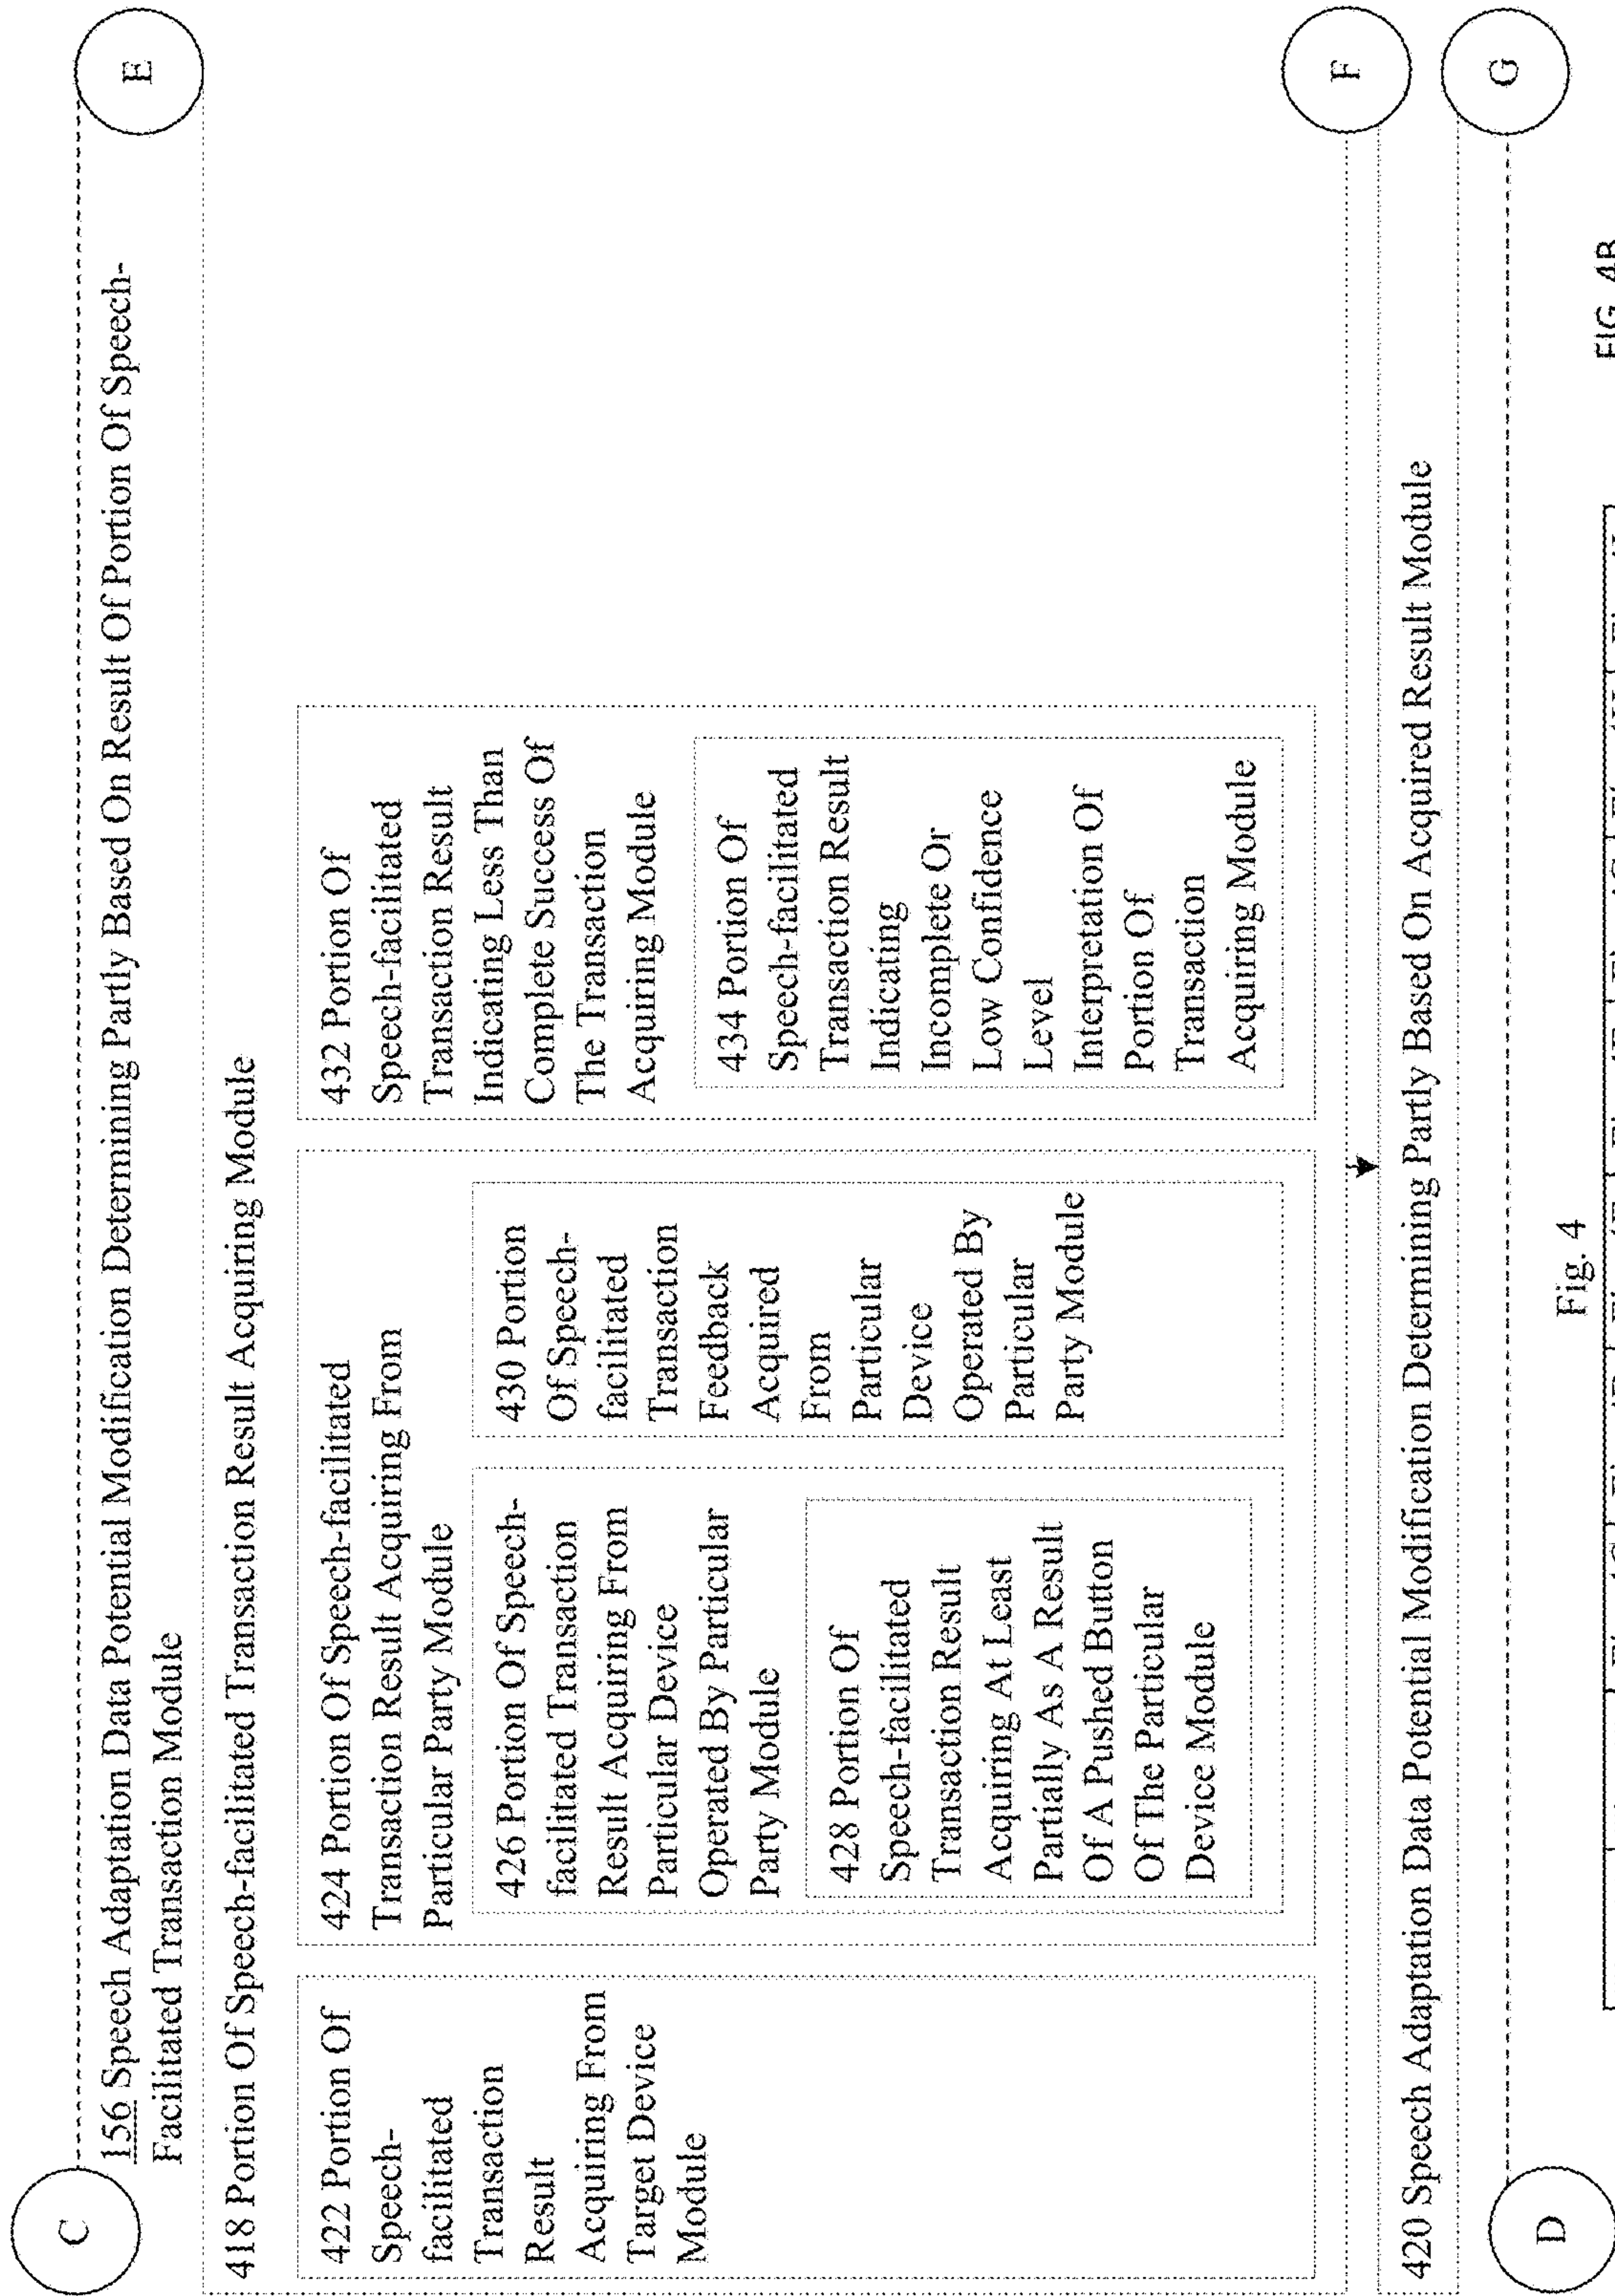 C
E
156 Speech Adaptation Data Potential Modification Determining Partly Based On Result Of Portion Of Speech-
Facilitated Transaction Module
418 Portion Of Speech-facilitated Transaction Result Acquiring Module
422 Portion Of
Speech-
facilitated
Transaction
Result
Acquiring From
Target Device
Module
424 Portion Of Speech-facilitated
Transaction Result Acquiring From
Particular Party Module
426 Portion Of Speech-
facilitated Transaction
Result Acquiring From
Particular Device
Operated By Particular
Party Module
428 Portion Of
Speech-facilitated
Transaction Result
Acquiring At Least
Partially As A Result
Of A Pushed Button
Of The Particular
Device Module
430 Portion
Of Speech-
facilitated
Transaction
Feedback
Acquired
From
Particular
Device
Operated By
Particular
Party Module
432 Portion Of
Speech-facilitated
Transaction Result
Indicating Less Than
Complete Success Of
The Transaction
Acquiring Module
434 Portion Of
Speech-facilitated
Transaction Result
Indicating
Incomplete Or
Low Confidence
Level
Interpretation Of
Portion Of
Transaction
Acquiring Module
F
420 Speech Adaptation Data Potential Modification Determining Partly Based On Acquired Result Module
D
G
Fig. 4
FIG. 4B